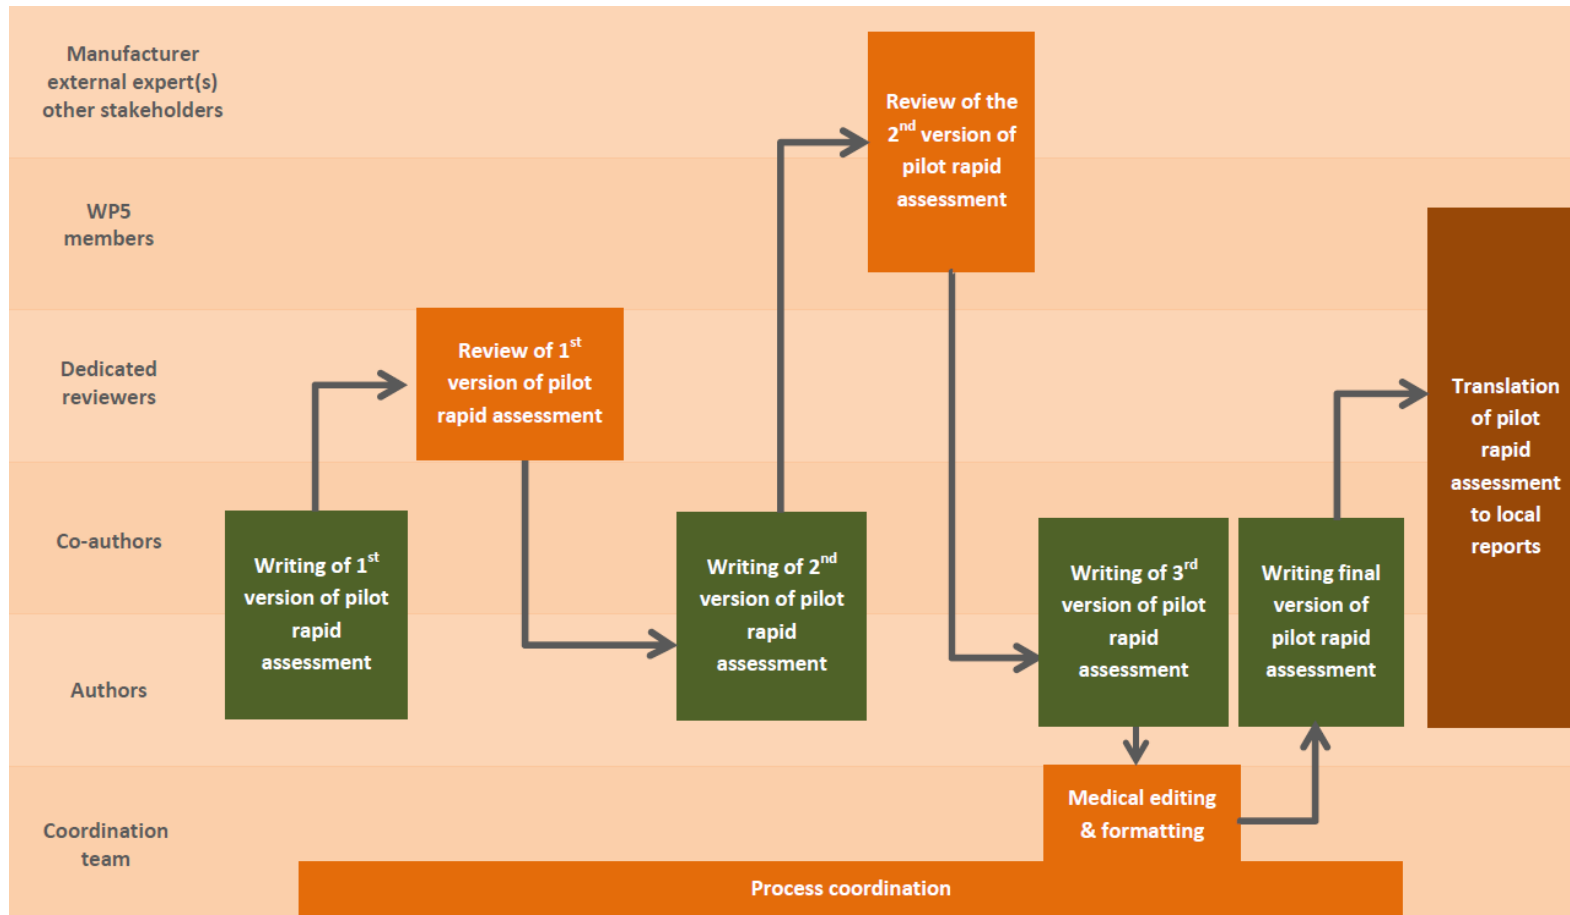 Manufacturer
external expert(s)
other stakeholders
WP5
members
Dedicated
reviewers
Co-authors
Authors
Coordination
team
Writing of 1st
version of pilot
rapid
assessment
Review of 1st
version of pilot
rapid assessment
Writing of 2nd
version of pilot
rapid
assessment
Review of the
2nd version of
pilot rapid
assessment
Writing of 3rd
version of pilot
rapid
assessment
Medical editing
& formatting
Writing final
version of
pilot rapid
assessment
Translation
of pilot
rapid
assessment
to local
reports
Process coordination